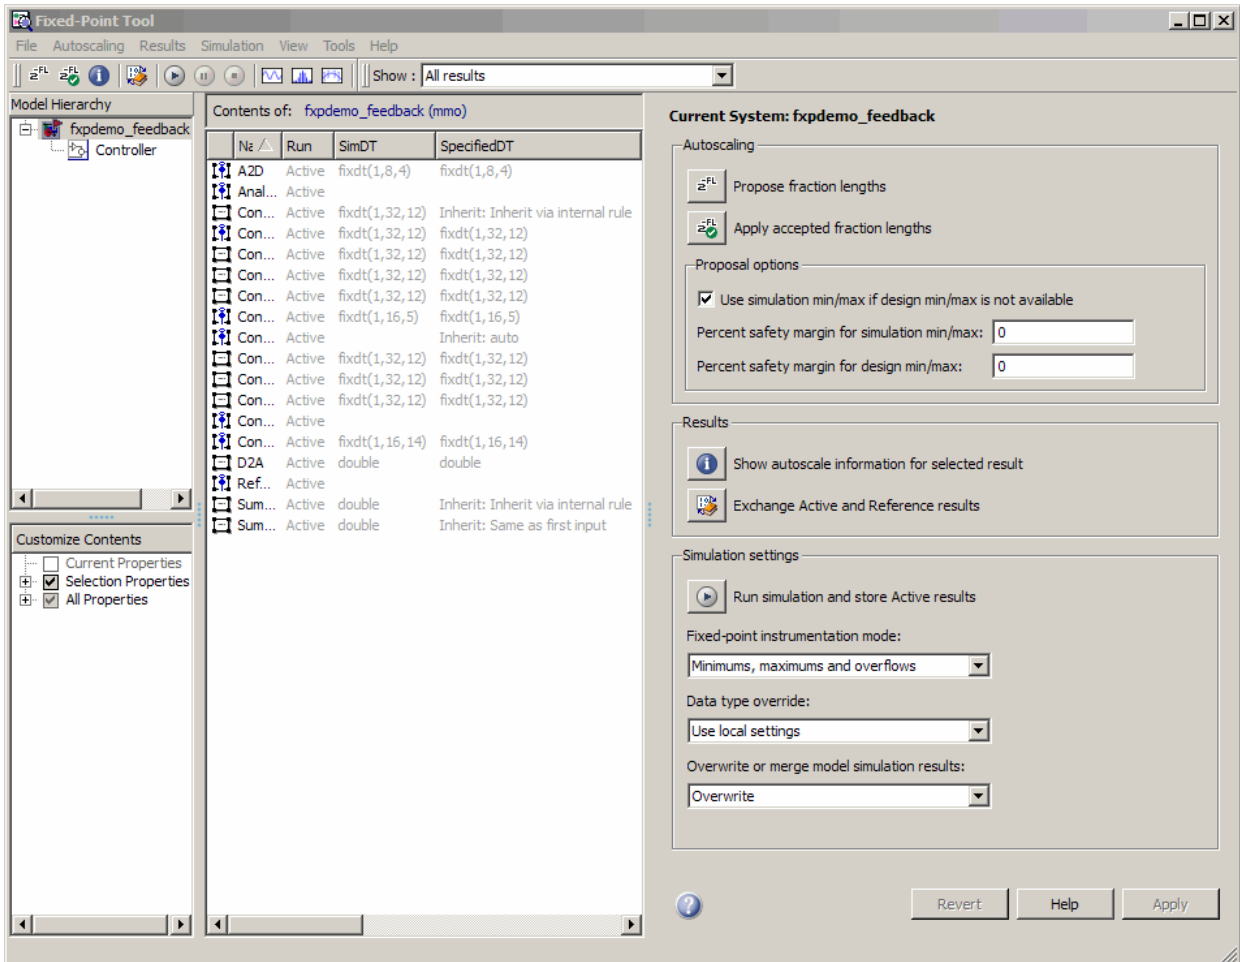 Fixed-Point Tool
File Autoscaling Results Simulation View Tools Help
Show : All results
Model Hierarchy
fxpdemo_feedback
Controller
Customize Contents
Current Properties
Selection Properties
All Properties
Contents of: fxpdemo_feedback (mmo)
Na Run SimDT SpecifiedDT
A2D Active fixdt(1,8,4) fixdt(1,8,4)
Anal... Active
Con... Active fixdt(1,32,12) Inherit: Inherit via internal rule
Con... Active fixdt(1,32,12) fixdt(1,32,12)
Con... Active fixdt(1,32,12) fixdt(1,32,12)
Con... Active fixdt(1,32,12) fixdt(1,32,12)
Con... Active fixdt(1,32,12) fixdt(1,32,12)
Con... Active fixdt(1,16,5) fixdt(1,16,5)
Con... Active Inherit: auto
Con... Active fixdt(1,32,12) fixdt(1,32,12)
Con... Active fixdt(1,32,12) fixdt(1,32,12)
Con... Active fixdt(1,32,12) fixdt(1,32,12)
Con... Active
Con... Active fixdt(1,16,14) fixdt(1,16,14)
D2A Active double double
Ref... Active
Sum... Active double Inherit: Inherit via internal rule
Sum... Active double Inherit: Same as first input
Current System: fxpdemo_feedback
Autoscaling
Propose fraction lengths
Apply accepted fraction lengths
Proposal options
Use simulation min/max if design min/max is not available
Percent safety margin for simulation min/max: 0
Percent safety margin for design min/max: 0
Results
Show autoscale information for selected result
Exchange Active and Reference results
Simulation settings
Run simulation and store Active results
Fixed-point instrumentation mode:
Minimums, maximums and overflows
Data type override:
Use local settings
Overwrite or merge model simulation results:
Overwrite
Revert Help Apply